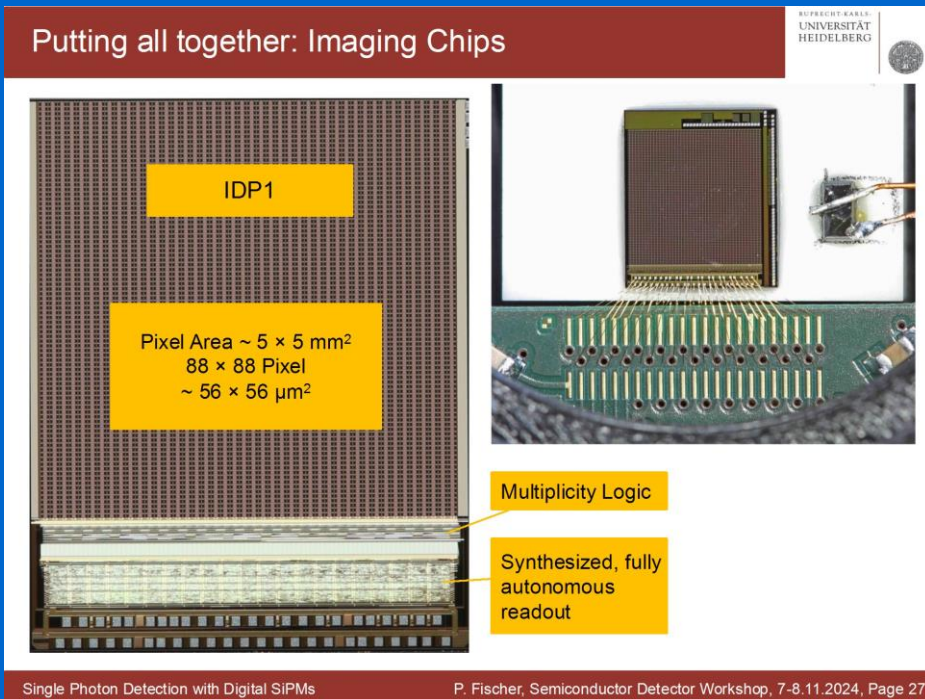 Putting all together: Imaging Chips
RUPRECHT-KARLS-
UNIVERSITÄT
HEIDELBERG
IDP1
Pixel Area ~ 5 × 5 mm²
88 × 88 Pixel
~ 56 × 56 µm²
Multiplicity Logic
Synthesized, fully
autonomous
readout
Single Photon Detection with Digital SiPMs
P. Fischer, Semiconductor Detector Workshop, 7-8.11.2024, Page 27